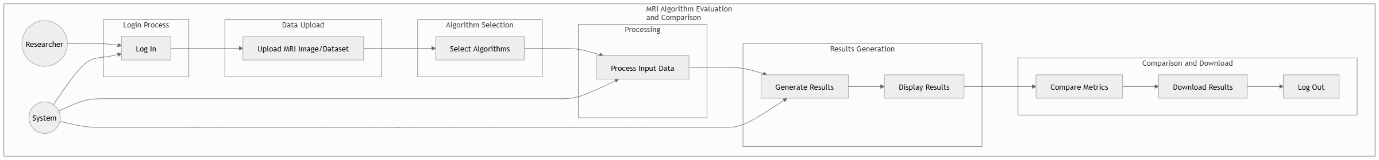 MRI Algorithm Evaluation
and Comparison
Login Process
Data Upload
Algorithm Selection
Processing
Results Generation
Comparison and Download
Researcher
System
Log In
Upload MRI Image/Dataset
Select Algorithms
Process Input Data
Generate Results
Display Results
Compare Metrics
Download Results
Log Out